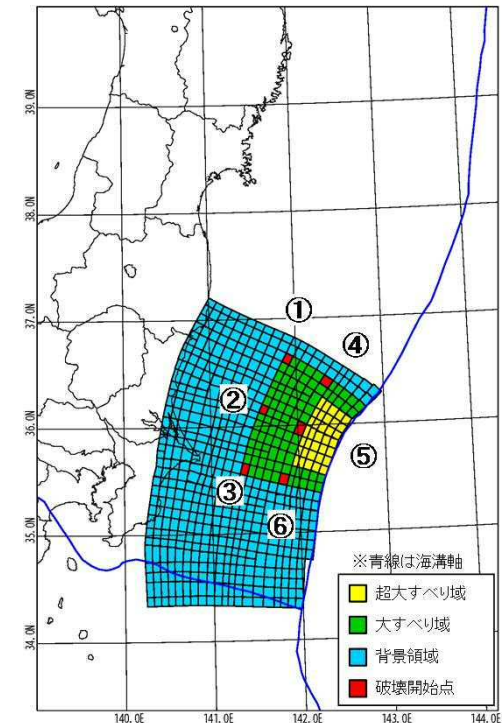 39.0N
38.0N
37.0N
36.0N
35.0N
34.0N
①
④
②
⑤
③
⑥
※青線は海溝軸
超大すべり域
大すべり域
背景領域
破壊開始点
140.0E
141.0E
142.0E
143.0E
144.0E